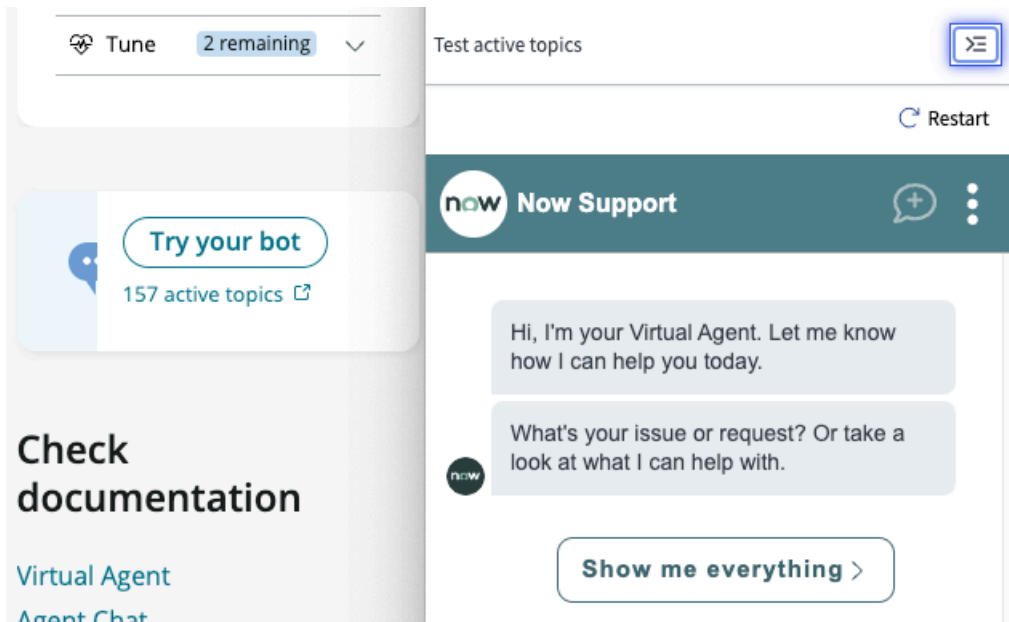 Tune 2 remaining
Try your bot
157 active topics
Check
documentation
Virtual Agent
Agent Chat
Test active topics
Restart
now Now Support
Hi, I'm your Virtual Agent. Let me know
how I can help you today.
What's your issue or request? Or take a
look at what I can help with.
now
Show me everything >